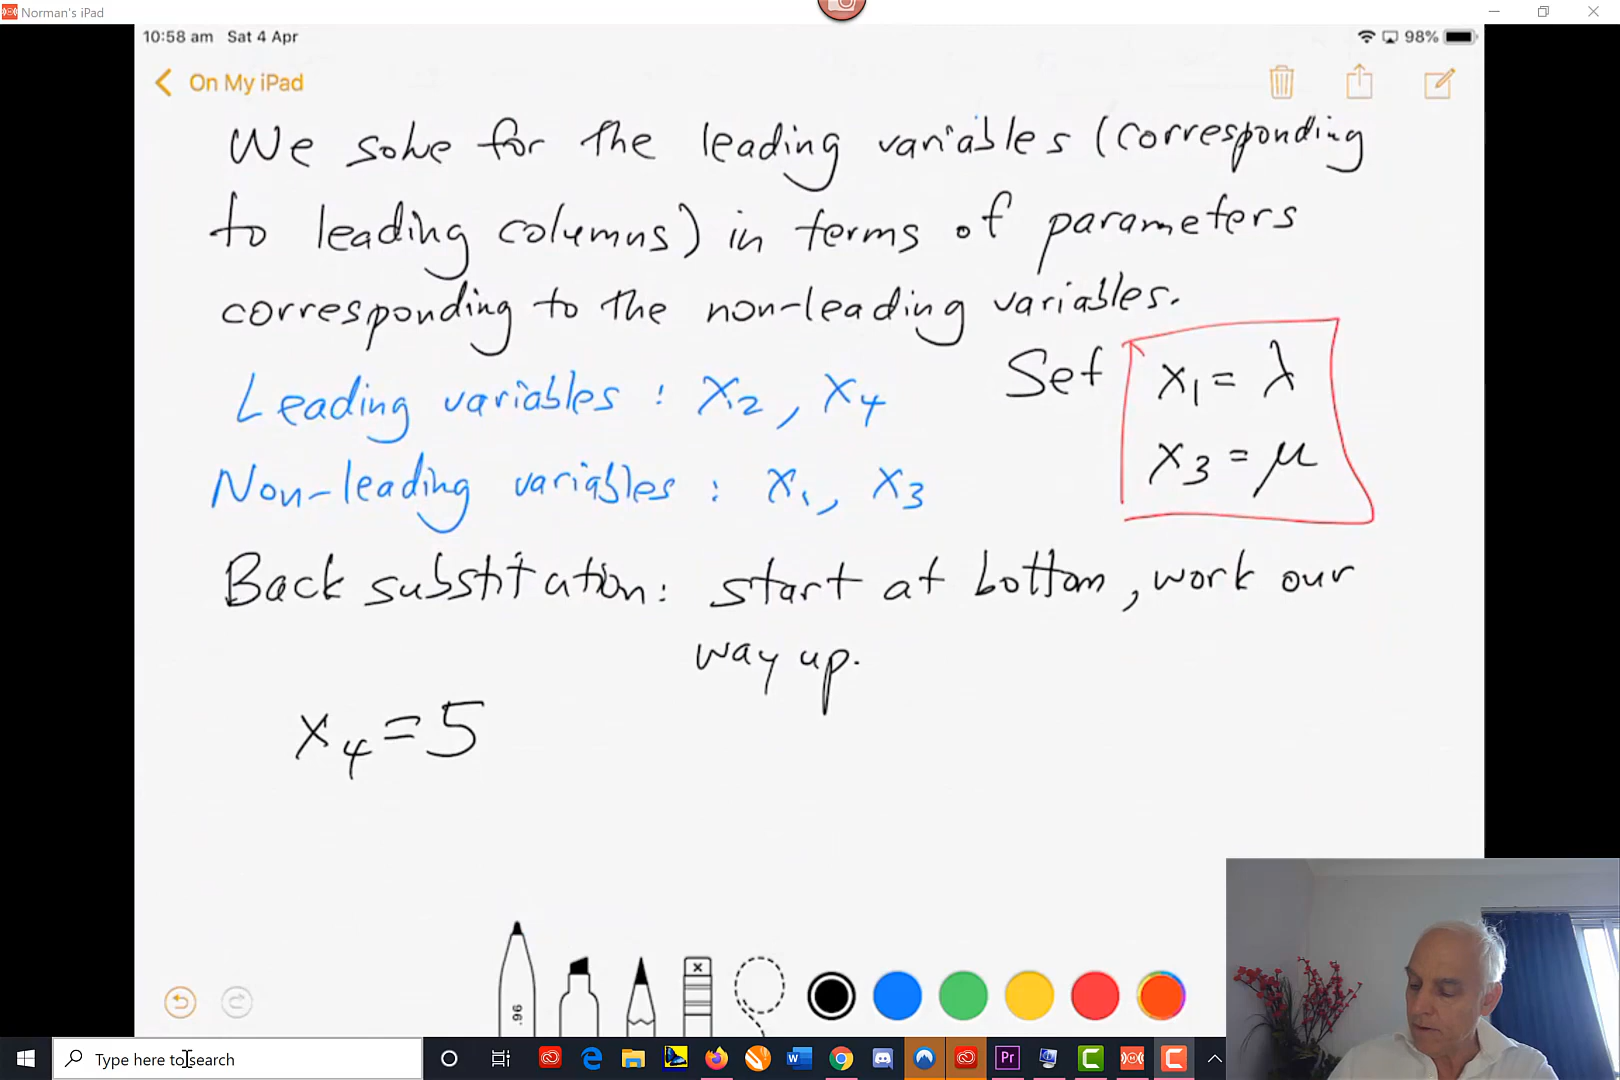 Norman's iPad
10:58 am Sat 4 Apr 98%
On My iPad
We solve for the leading variables (corresponding
to leading columns) in terms of parameters
corresponding to the non-leading variables.
Set x₁ = λ
x₃ = μ
Leading variables : x₂ , x₄
Non-leading variables : x₁, x₃
Back substitution: start at bottom, work our
way up.
x₄ = 5
96
Type here to search